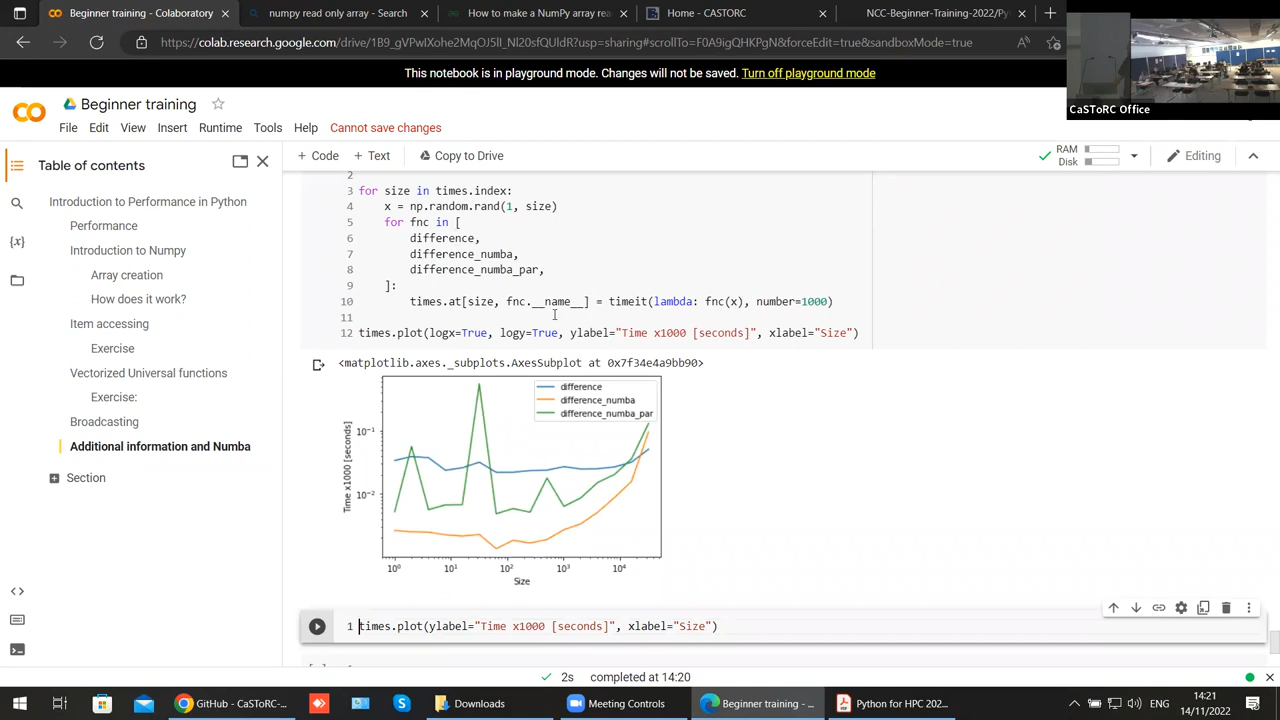 Beginner training - Colaboratory
numpy read only array - Search
How to make a NumPy array rea
Home - CASTORC
NCC-Beginner-Training-2022/Py
https://colab.research.google.com
CaSToRC Office
This notebook is in playground mode. Changes will not be saved. Turn off playground mode
Beginner training
File Edit View Insert Runtime Tools Help Cannot save changes
Table of contents
+ Code + Text Copy to Drive
RAM
Disk
Editing
Introduction to Performance in Python
Performance
Introduction to Numpy
Array creation
How does it work?
Item accessing
Exercise
Vectorized Universal functions
Exercise:
Broadcasting
Additional information and Numba
Section
2
3 for size in times.index:
4 x = np.random.rand(1, size)
5 for fnc in [
6 difference,
7 difference_numba,
8 difference_numba_par,
9 ]:
10 times.at[size, fnc.__name__] = timeit(lambda: fnc(x), number=1000)
11
12 times.plot(logx=True, logy=True, ylabel="Time x1000 [seconds]", xlabel="Size")
<matplotlib.axes._subplots.AxesSubplot at 0x7f34e4a9bb90>
difference
difference_numba
difference_numba_par
Time x1000 [seconds]
10⁻¹
10⁻²
10⁰ 10¹ 10² 10³ 10⁴
Size
1 times.plot(ylabel="Time x1000 [seconds]", xlabel="Size")
2s completed at 14:20
GitHub - CaSToRC-...
Downloads
Meeting Controls
Beginner training - ...
Python for HPC 202...
ENG
14:21
14/11/2022